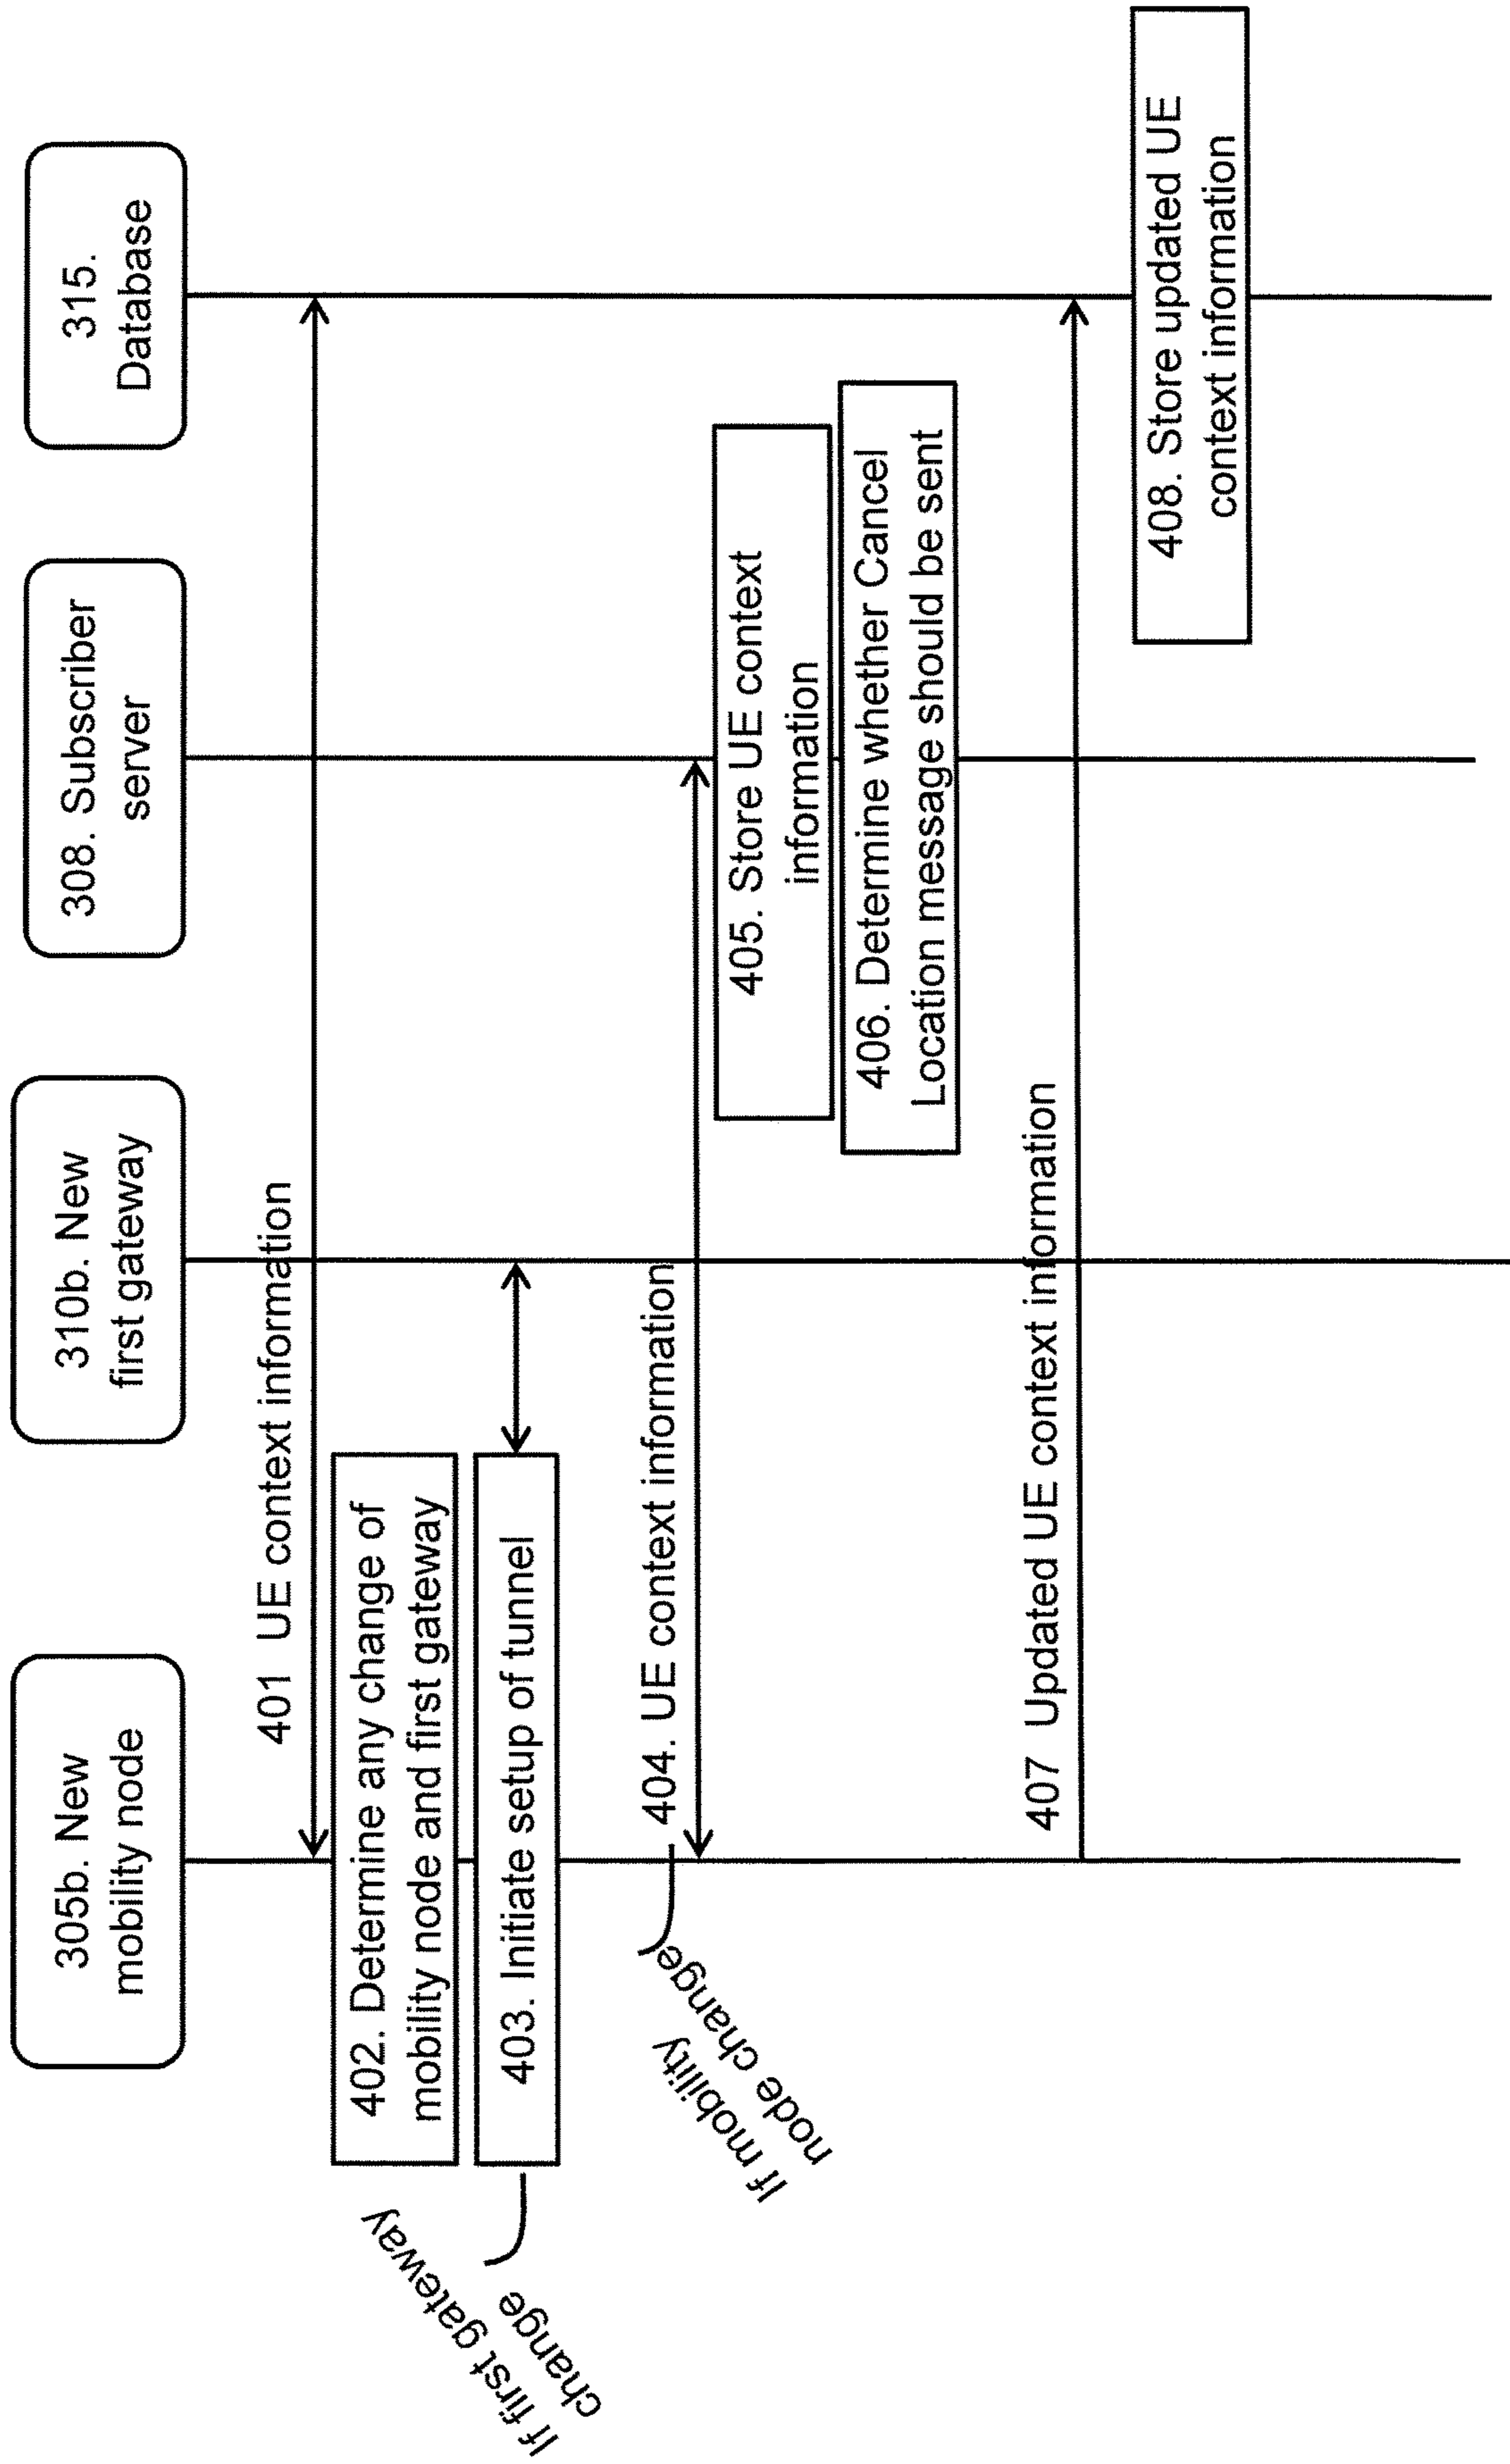 305b. New
mobility node
310b. New
first gateway
308. Subscriber
server
315.
Database
401 UE context information
402. Determine any change of
mobility node and first gateway
If first gateway
change
403. Initiate setup of tunnel
If mobility
node change
404. UE context information
405. Store UE context
information
406. Determine whether Cancel
Location message should be sent
407 Updated UE context information
408. Store updated UE
context information